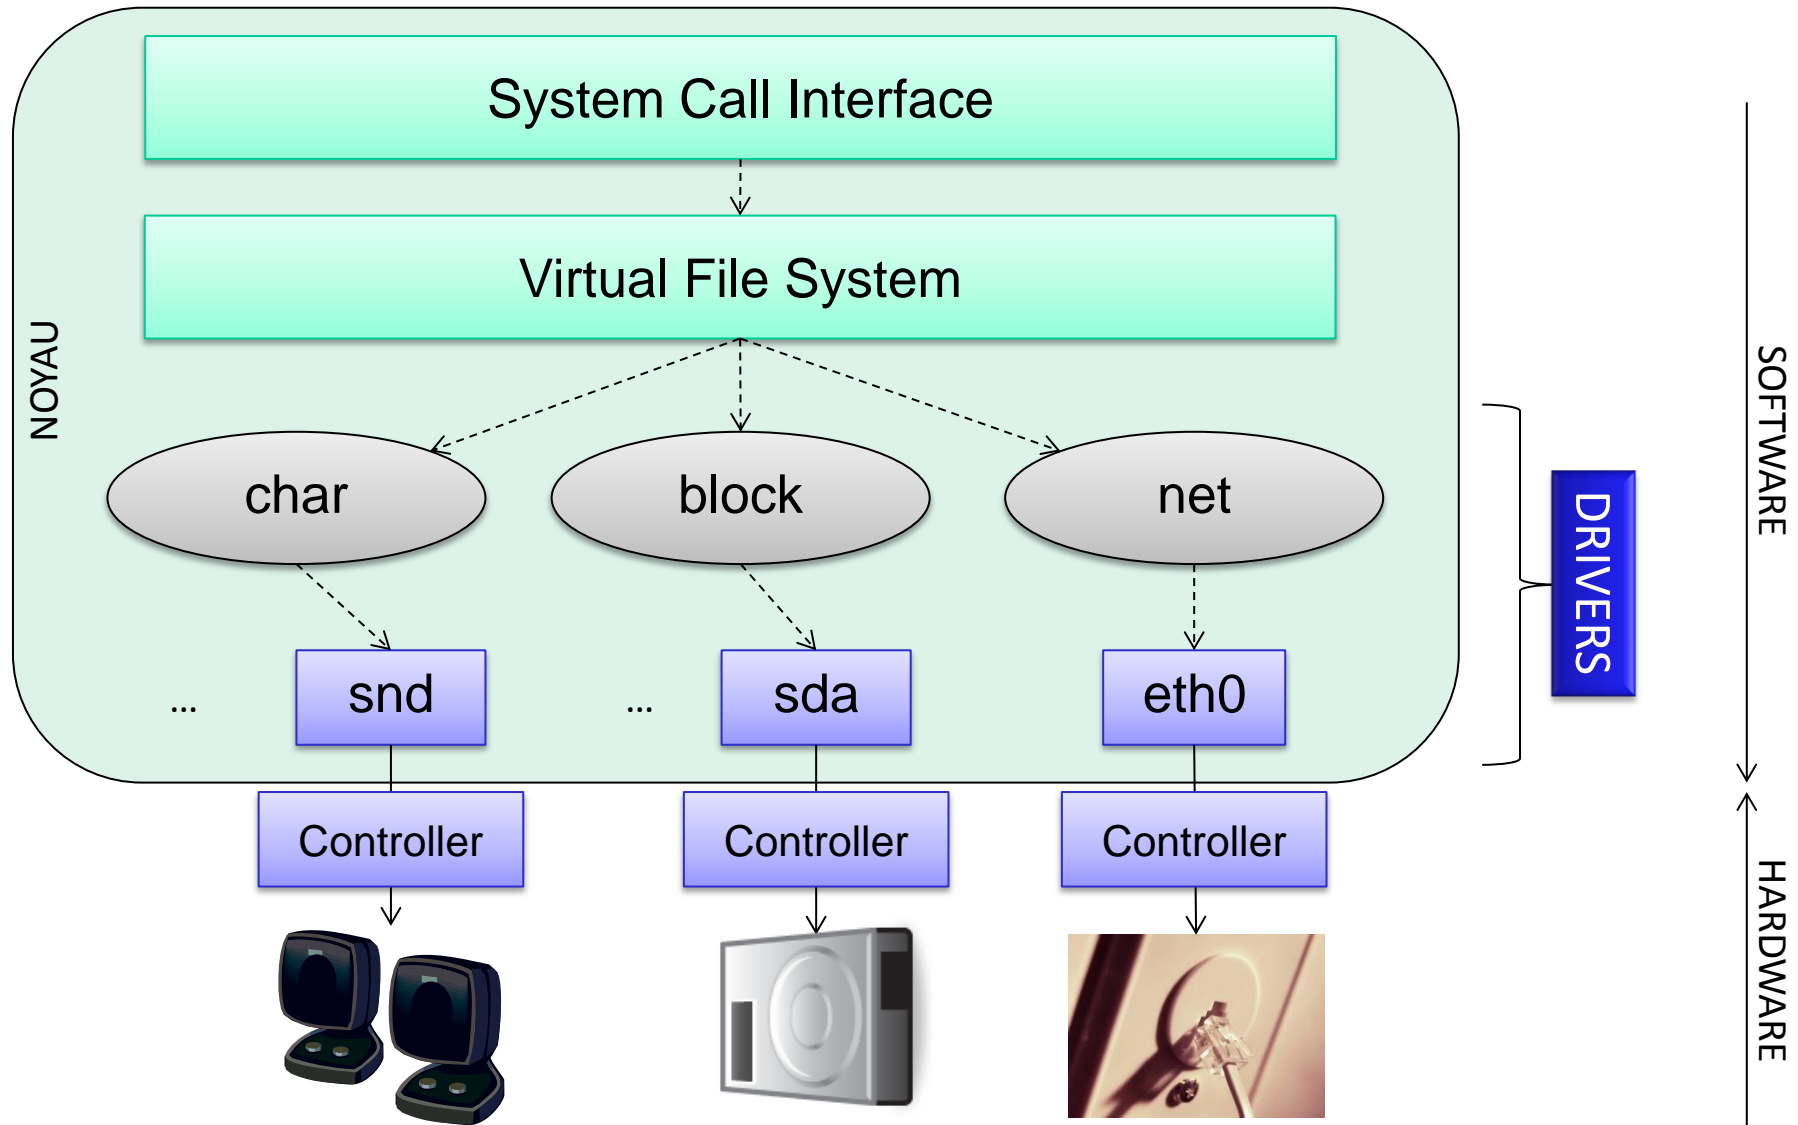 System Call Interface
Virtual File System
NOYAU
char
block
net
SOFTWARE
DRIVERS
...
snd
...
sda
eth0
Controller
Controller
Controller
HARDWARE